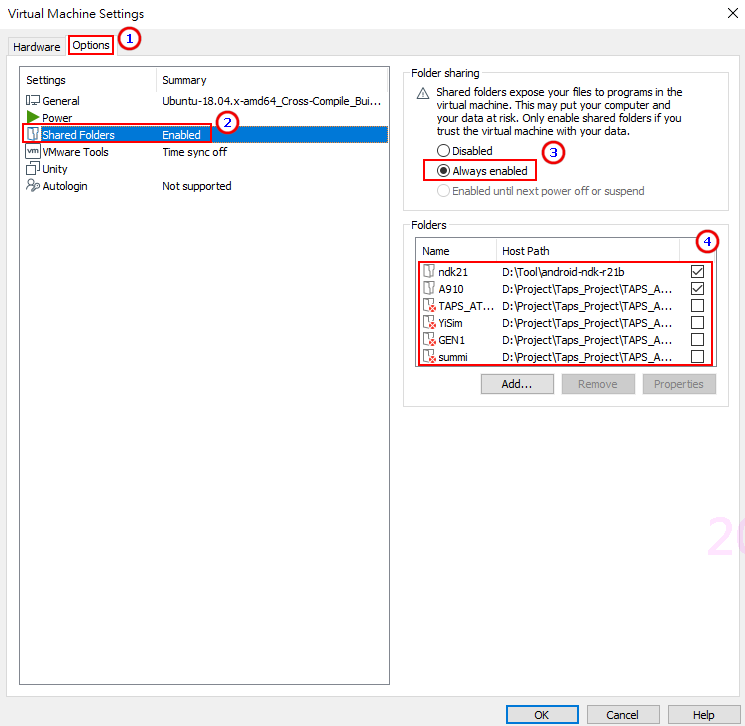 Virtual Machine Settings
Hardware
Options
1
Settings
Summary
General
Ubuntu-18.04.x-amd64_Cross-Compile_Bui...
Power
Shared Folders
Enabled
2
vm
VMware Tools
Time sync off
Unity
Autologin
Not supported
Folder sharing
Shared folders expose your files to programs in the
virtual machine. This may put your computer and
your data at risk. Only enable shared folders if you
trust the virtual machine with your data.
Disabled
3
Always enabled
Enabled until next power off or suspend
Folders
4
Name
Host Path
ndk21
D:\Tool\android-ndk-r21b
A910
D:\Project\Taps_Project\TAPS_A...
TAPS_AT...
D:\Project\Taps_Project\TAPS_A...
YiSim
D:\Project\Taps_Project\TAPS_A...
GEN1
D:\Project\Taps_Project\TAPS_A...
summi
D:\Project\Taps_Project\TAPS_A...
Add...
Remove
Properties
OK
Cancel
Help